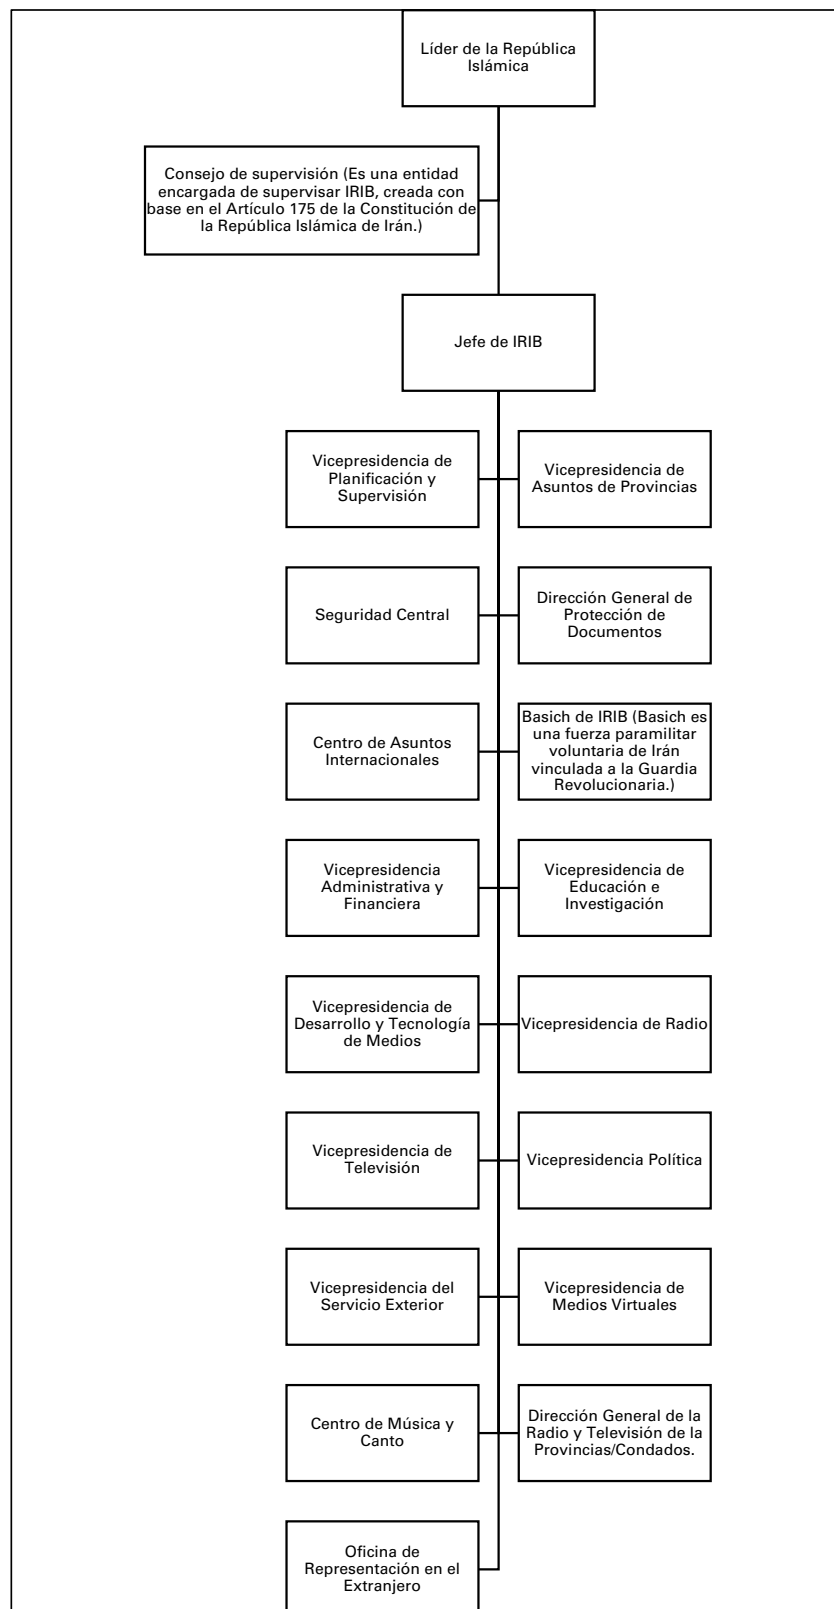 Líder de la República
Islámica
Consejo de supervisión (Es una entidad
encargada de supervisar IRIB, creada con
base en el Artículo 175 de la Constitución de
la República Islámica de Irán.)
Jefe de IRIB
Vicepresidencia de
Planificación y
Supervisión
Vicepresidencia de
Asuntos de Provincias
Seguridad Central
Dirección General de
Protección de
Documentos
Centro de Asuntos
Internacionales
Basich de IRIB (Basich es
una fuerza paramilitar
voluntaria de Irán
vinculada a la Guardia
Revolucionaria.)
Vicepresidencia
Administrativa y
Financiera
Vicepresidencia de
Educación e
Investigación
Vicepresidencia de
Desarrollo y Tecnología
de Medios
Vicepresidencia de Radio
Vicepresidencia de
Televisión
Vicepresidencia Política
Vicepresidencia del
Servicio Exterior
Vicepresidencia de
Medios Virtuales
Centro de Música y
Canto
Dirección General de la
Radio y Televisión de la
Provincias/Condados.
Oficina de
Representación en el
Extranjero